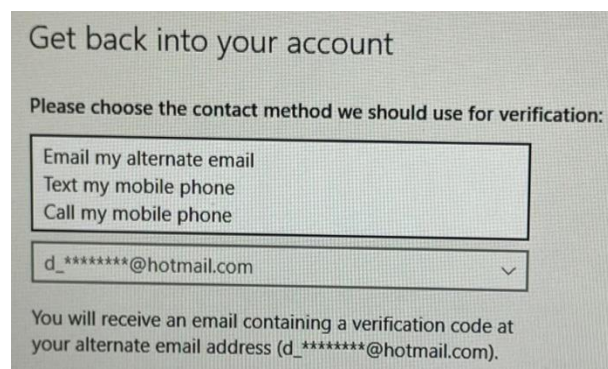 Get back into your account
Please choose the contact method we should use for verification:
Email my alternate email
Text my mobile phone
Call my mobile phone
d_********@hotmail.com
You will receive an email containing a verification code at
your alternate email address (d_********@hotmail.com).